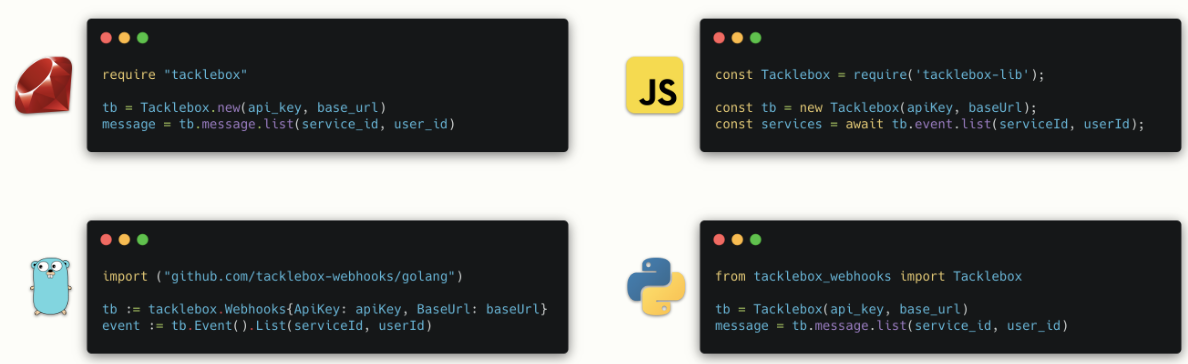 require "tacklebox"
tb = Tacklebox.new(api_key, base_url)
message = tb.message.list(service_id, user_id)
JS
const Tacklebox = require('tacklebox-lib');
const tb = new Tacklebox(apiKey, baseUrl);
const services = await tb.event.list(serviceId, userId);
import ("github.com/tacklebox-webhooks/golang")
tb := tacklebox.Webhooks{ApiKey: apiKey, BaseUrl: baseUrl}
event := tb.Event().List(serviceId, userId)
from tacklebox_webhooks import Tacklebox
tb = Tacklebox(api_key, base_url)
message = tb.message.list(service_id, user_id)